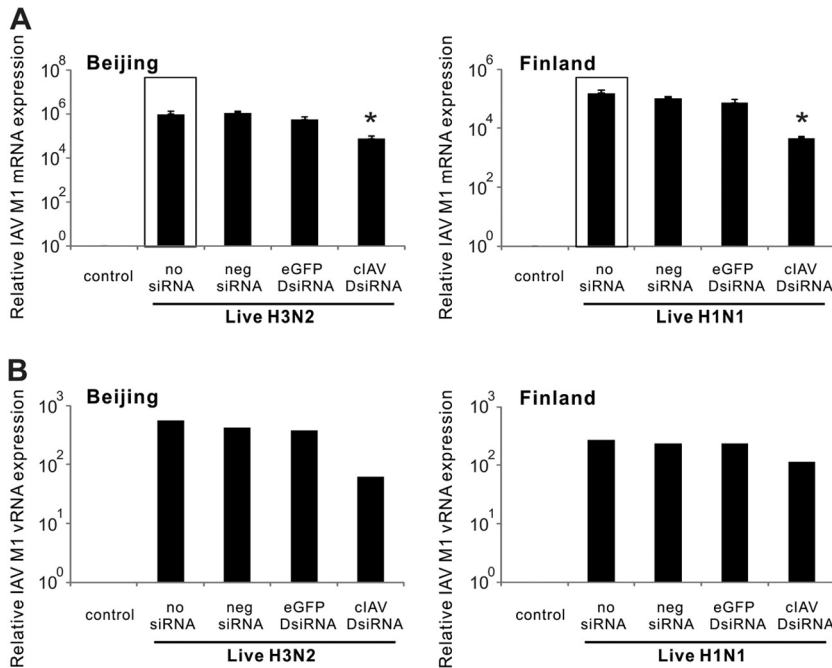 A
Beijing
Relative IAV M1 mRNA expression
10^8
10^6
10^4
10^2
10^0
*
control
no siRNA
neg siRNA
eGFP DsiRNA
cIAV DsiRNA
Live H3N2
Finland
Relative IAV M1 mRNA expression
10^6
10^4
10^2
10^0
*
control
no siRNA
neg siRNA
eGFP DsiRNA
cIAV DsiRNA
Live H1N1
B
Beijing
Relative IAV M1 vRNA expression
10^3
10^2
10^1
10^0
control
no siRNA
neg siRNA
eGFP DsiRNA
cIAV DsiRNA
Live H3N2
Finland
Relative IAV M1 vRNA expression
10^3
10^2
10^1
10^0
control
no siRNA
neg siRNA
eGFP DsiRNA
cIAV DsiRNA
Live H1N1